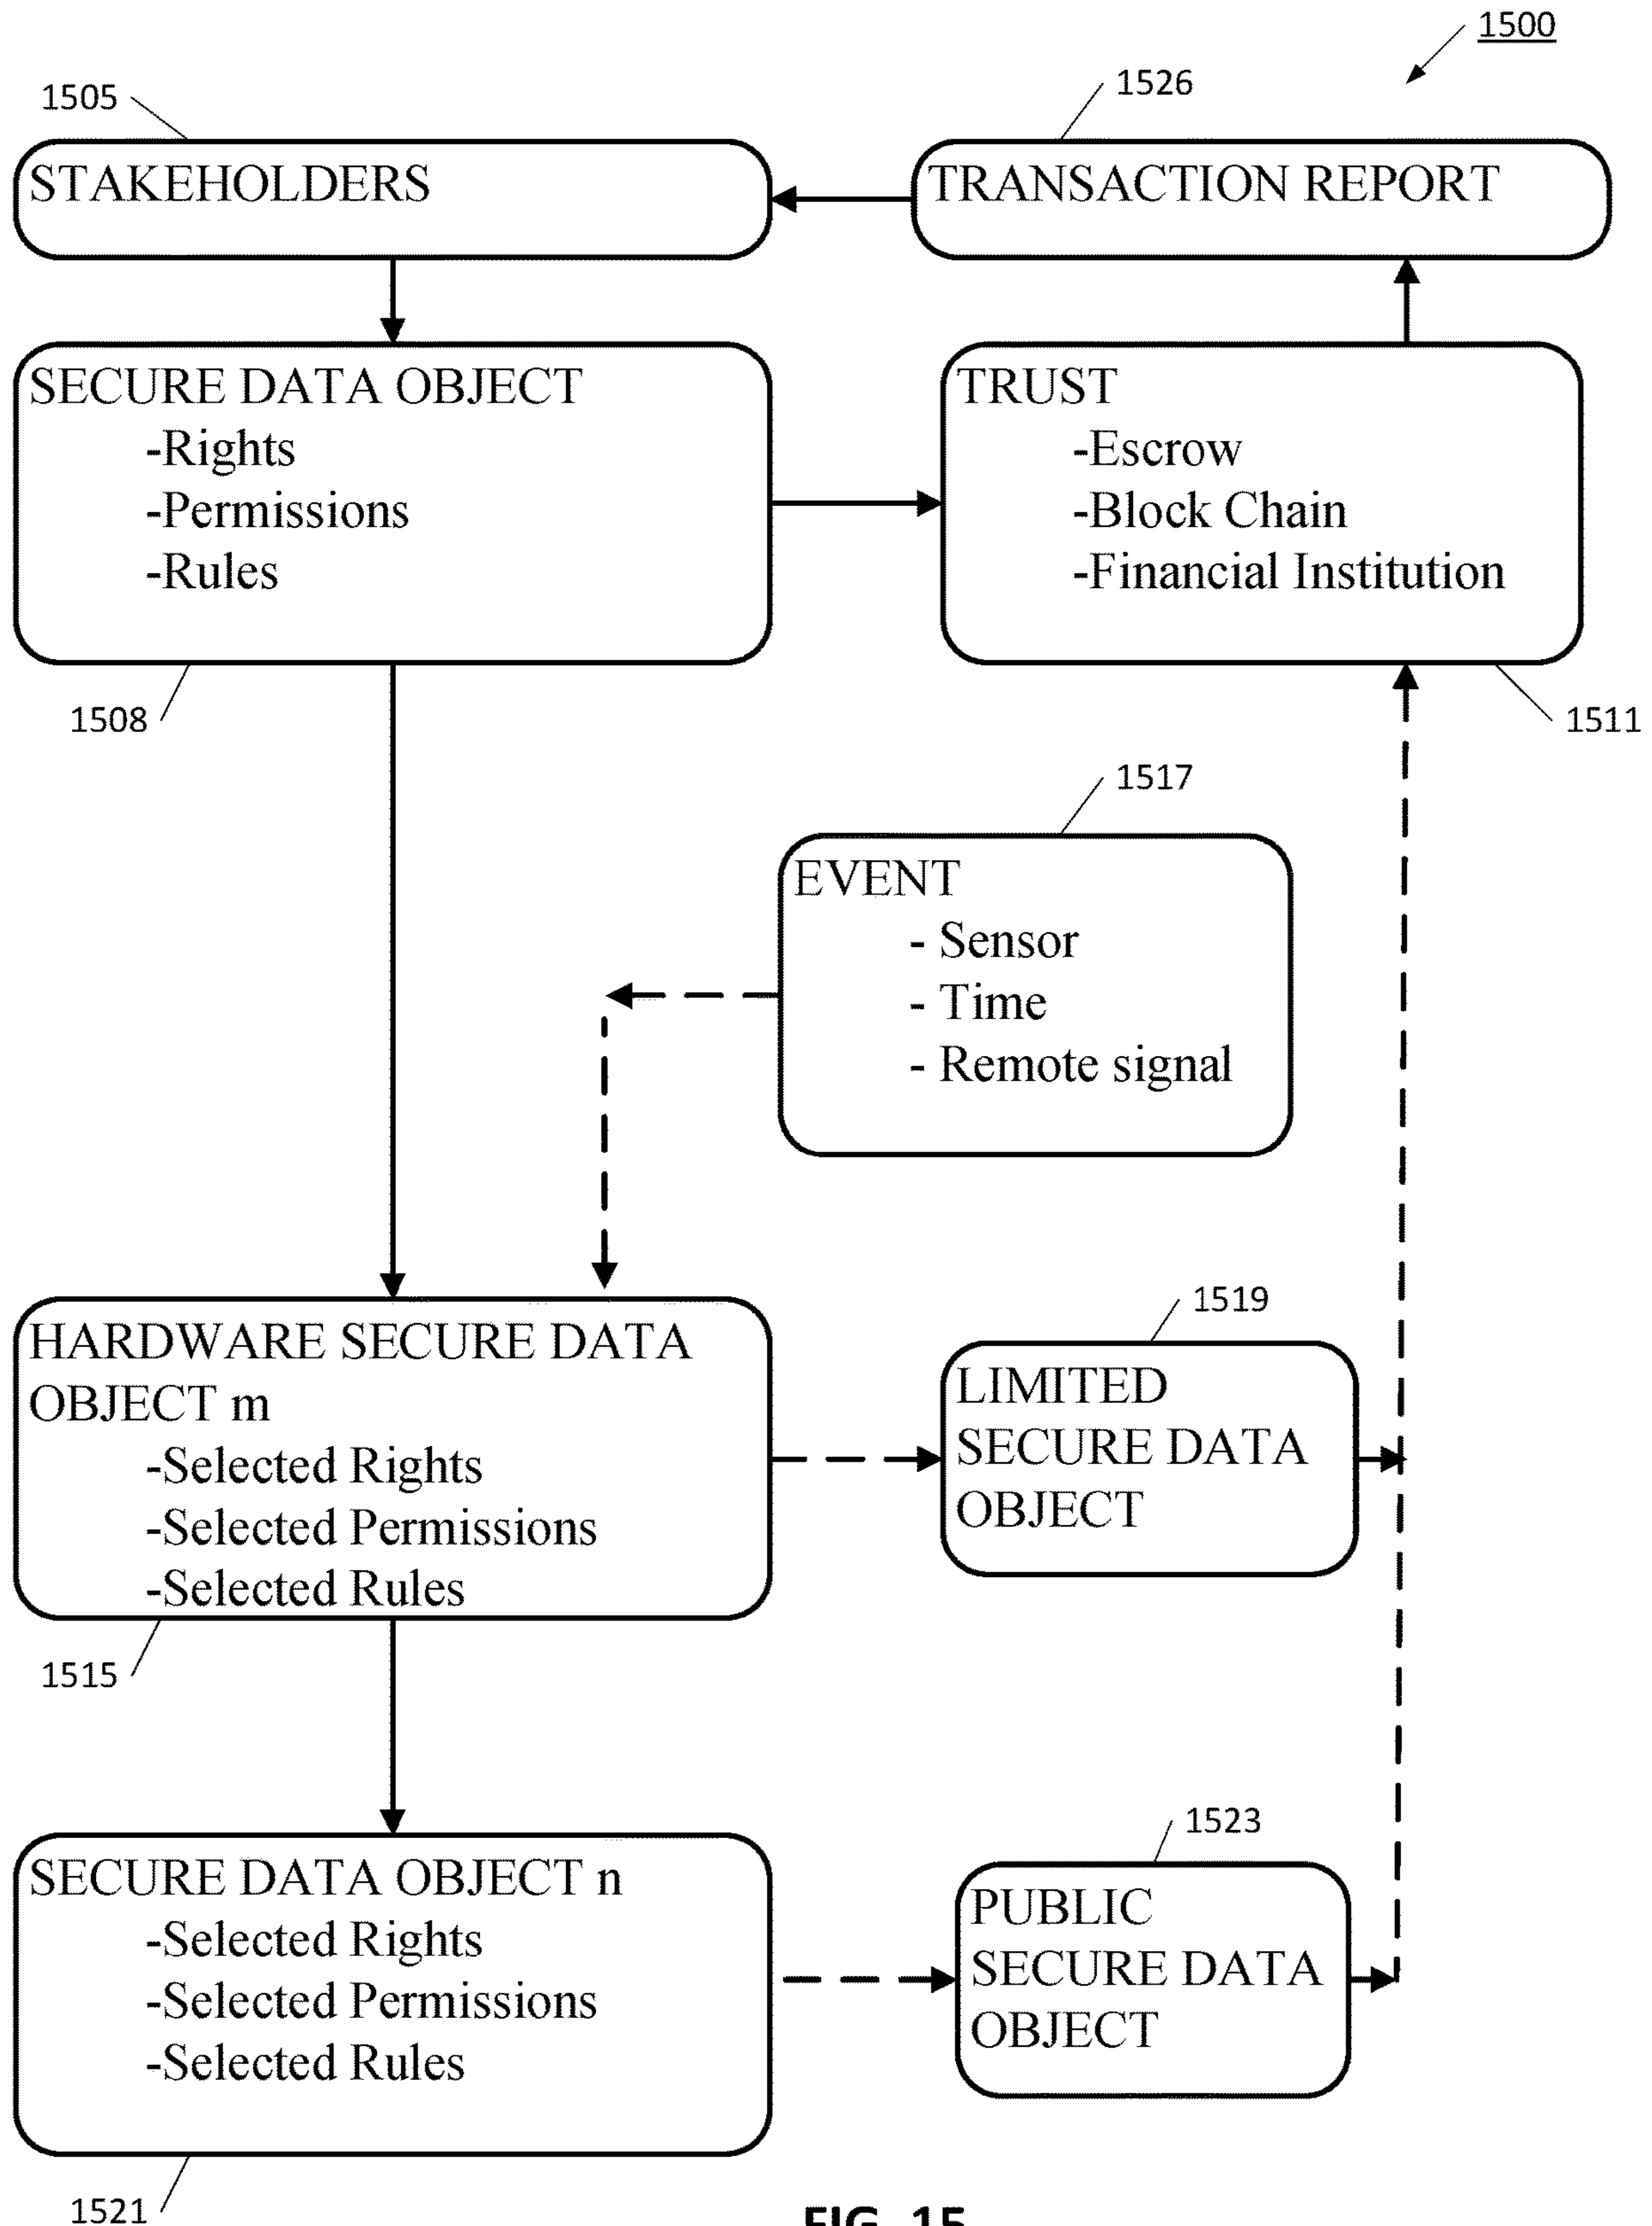 1500
1505
1526
STAKEHOLDERS
TRANSACTION REPORT
SECURE DATA OBJECT
-Rights
-Permissions
-Rules
TRUST
-Escrow
-Block Chain
-Financial Institution
1508
1511
1517
EVENT
- Sensor
- Time
- Remote signal
HARDWARE SECURE DATA
OBJECT m
-Selected Rights
-Selected Permissions
-Selected Rules
1519
LIMITED
SECURE DATA
OBJECT
1515
SECURE DATA OBJECT n
-Selected Rights
-Selected Permissions
-Selected Rules
1523
PUBLIC
SECURE DATA
OBJECT
1521
FIG. 15